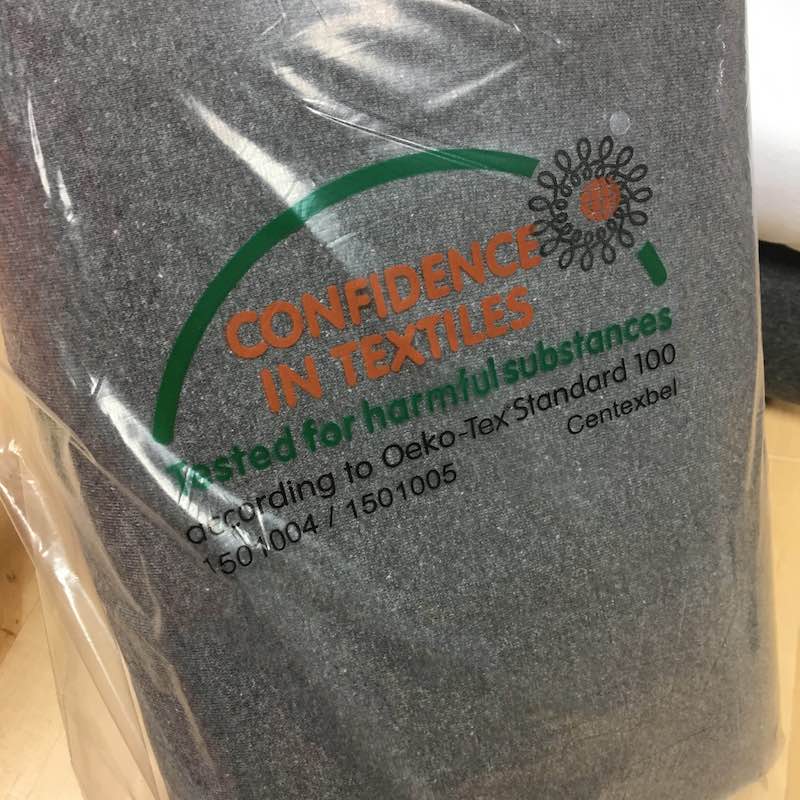 CONFIDENCE
IN TEXTILES
Tested for harmful substances
according to Oeko-Tex Standard 100
Centexbel
1501004 / 1501005